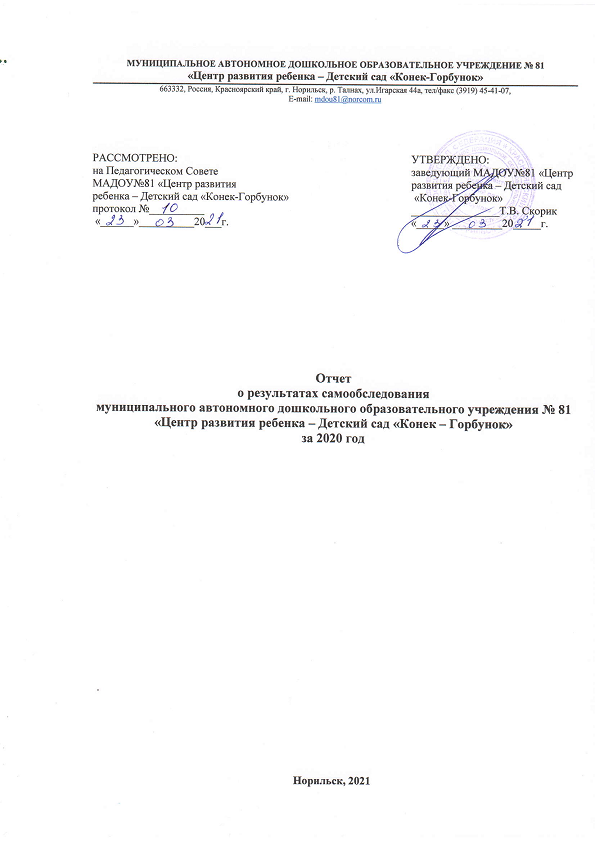 МУНИЦИПАЛЬНОЕ АВТОНОМНОЕ ДОШКОЛЬНОЕ ОБРАЗОВАТЕЛЬНОЕ УЧРЕЖДЕНИЕ № 81
«Центр развития ребенка – Детский сад «Конек-Горбунок»
663332, Россия, Красноярский край, г. Норильск, р. Талнах, ул.Игарская 44а, тел/факс (3919) 45-41-07,
E-mail: mdou81@norcom.ru
РАССМОТРЕНО:
на Педагогическом Совете
МАДОУ№81 «Центр развития
ребенка – Детский сад «Конек-Горбунок»
протокол № 10
« 23 » 03 2021 г.
УТВЕРЖДЕНО:
заведующий МАДОУ№81 «Центр
развития ребенка – Детский сад
«Конек-Горбунок»
Т.В. Скорик
« 23 » 03 2021 г.
Отчет
о результатах самообследования
муниципального автономного дошкольного образовательного учреждения № 81
«Центр развития ребенка – Детский сад «Конек – Горбунок»
за 2020 год
Норильск, 2021